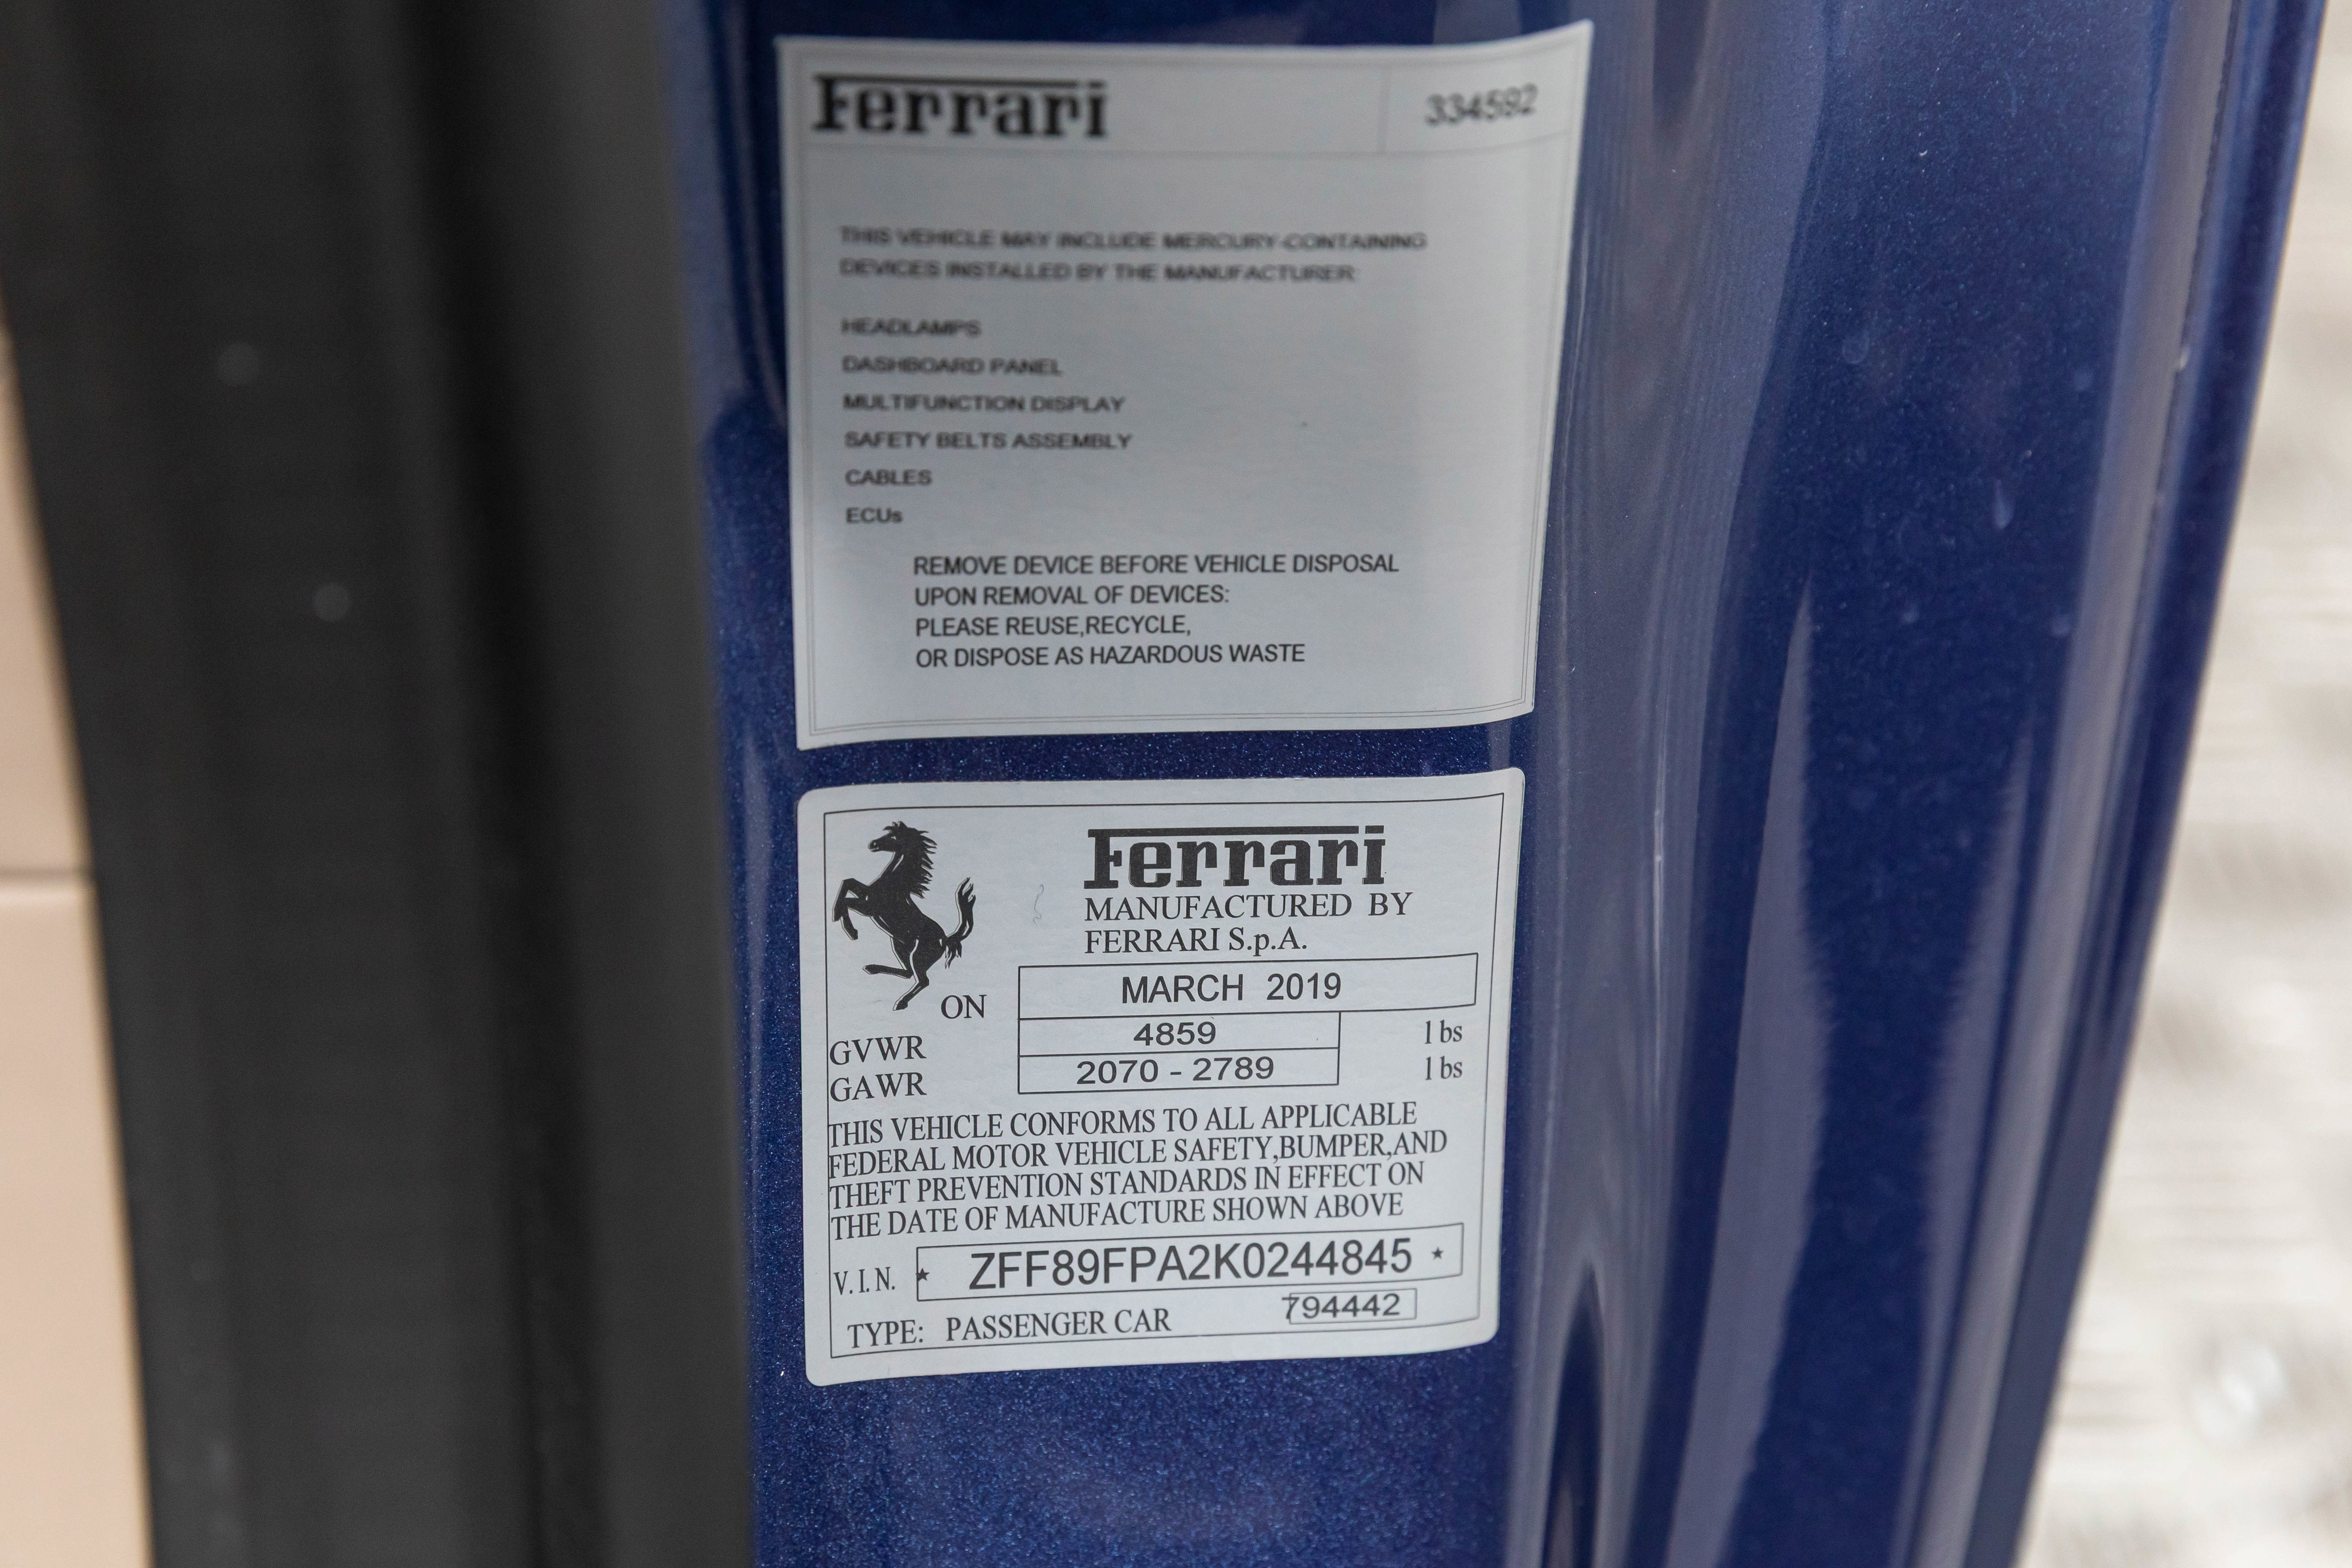 Ferrari 334592
THIS VEHICLE MAY INCLUDE MERCURY-CONTAINING
DEVICES INSTALLED BY THE MANUFACTURER:
HEADLAMPS
DASHBOARD PANEL
MULTIFUNCTION DISPLAY
SAFETY BELTS ASSEMBLY
CABLES
ECUs
REMOVE DEVICE BEFORE VEHICLE DISPOSAL
UPON REMOVAL OF DEVICES:
PLEASE REUSE,RECYCLE,
OR DISPOSE AS HAZARDOUS WASTE
Ferrari
MANUFACTURED BY
FERRARI S.p.A.
ON MARCH 2019
GVWR 4859 lbs
GAWR 2070 - 2789 lbs
THIS VEHICLE CONFORMS TO ALL APPLICABLE
FEDERAL MOTOR VEHICLE SAFETY,BUMPER,AND
THEFT PREVENTION STANDARDS IN EFFECT ON
THE DATE OF MANUFACTURE SHOWN ABOVE
V.I.N. ★ ZFF89FPA2K0244845 ★
TYPE: PASSENGER CAR 794442